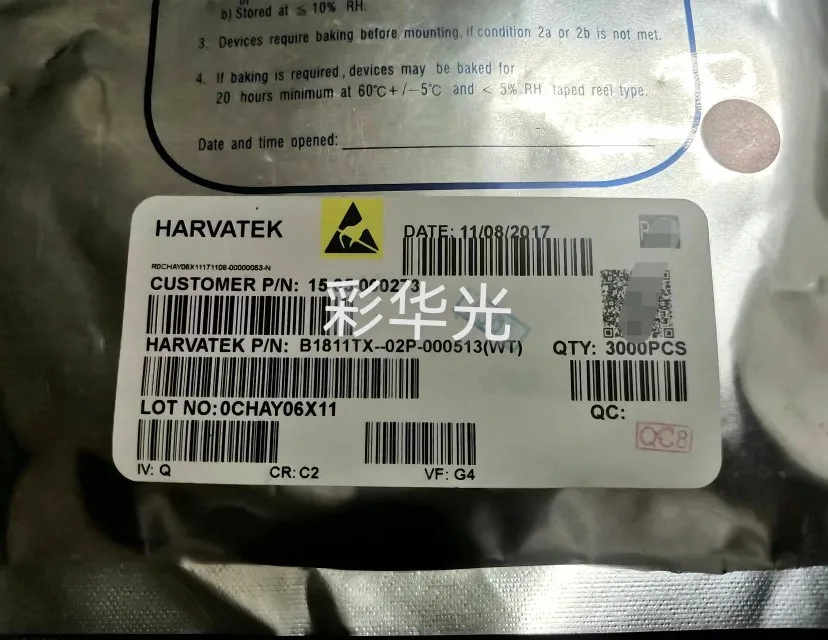 b) Stored at ≦ 10% RH.
3. Devices require baking before mounting, if condition 2a or 2b is not met.
4. If baking is required, devices may be baked for
20 hours minimum at 60°C+/-5°C and < 5% RH taped reel type.
Date and time opened:
HARVATEK
DATE: 11/08/2017
RDCHAY06X11171108-00000053-N
CUSTOMER P/N:
彩华光
HARVATEK P/N: B1811TX--02P-000513(WT)
QTY: 3000PCS
LOT NO:0CHAY06X11
QC:
QC8
IV: Q
CR: C2
VF: G4